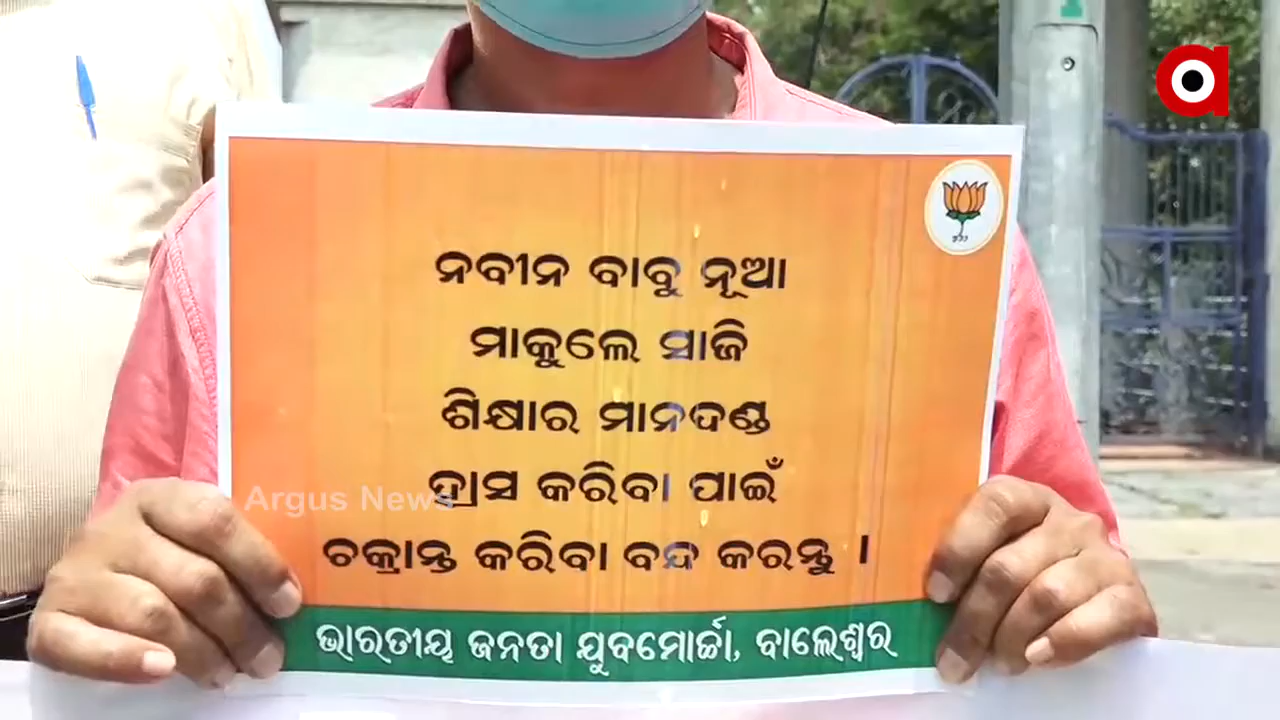 ନବୀନ ବାବୁ ନୂଆ
ମାକୁଲେ ସାଜି
ଶିକ୍ଷାର ମାନଦଣ୍ଡ
ହ୍ରାସ କରିବା ପାଇଁ
ଚକ୍ରାନ୍ତ କରିବା ବନ୍ଦ କରନ୍ତୁ ।
ଭାରତୀୟ ଜନତା ଯୁବମୋର୍ଚ୍ଚା, ବାଲେଶ୍ୱର
Argus News